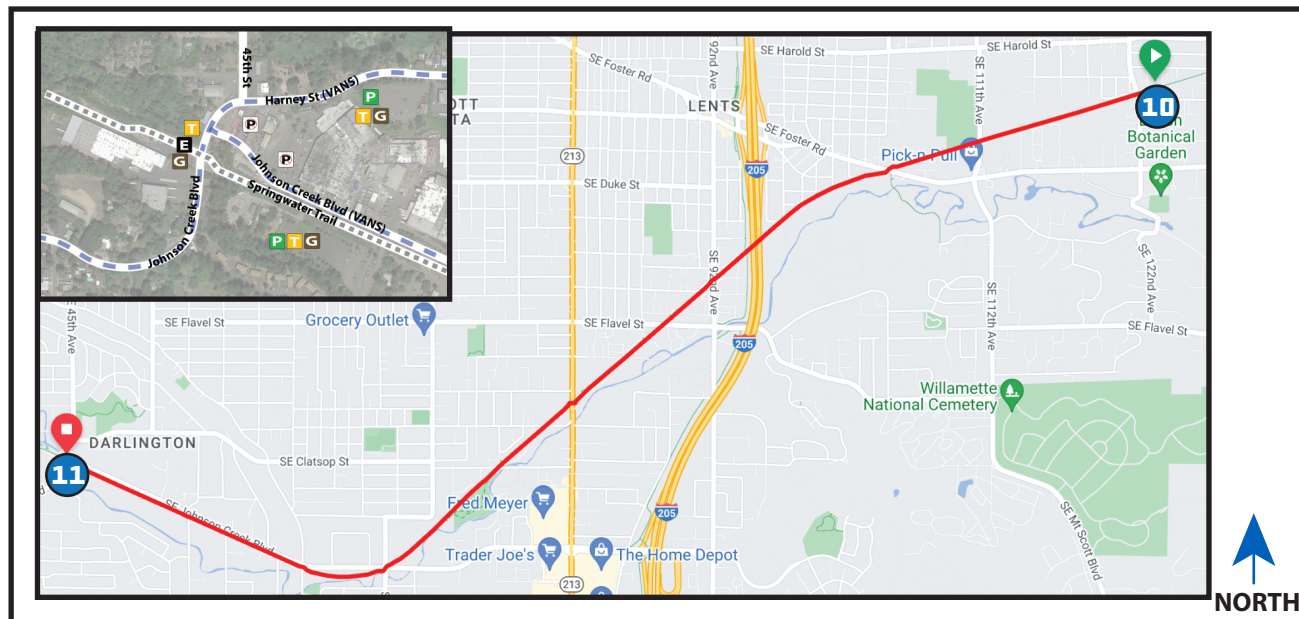 45th St
Harney St (VANS)
P
T G
T
P
E
G
P
Johnson Creek Blvd (VANS)
Springwater Trail
Johnson Creek Blvd
P T G
SE Foster Rd
92nd Ave
SE Harold St
SE Harold St
SE 111th Ave
10
OTT
TA
LENTS
SE Foster Rd
Pick-n-Pull
Botanical
Garden
213
205
SE Duke St
SE 92nd Ave
SE 122nd Ave
SE 112th Ave
SE 45th Ave
SE Flavel St
Grocery Outlet
SE Flavel St
205
SE Flavel St
Willamette
National Cemetery
DARLINGTON
11
SE Clatsop St
SE Johnson Creek Blvd
Fred Meyer
205
SE Mt Scott Blvd
Trader Joe's
The Home Depot
213
NORTH